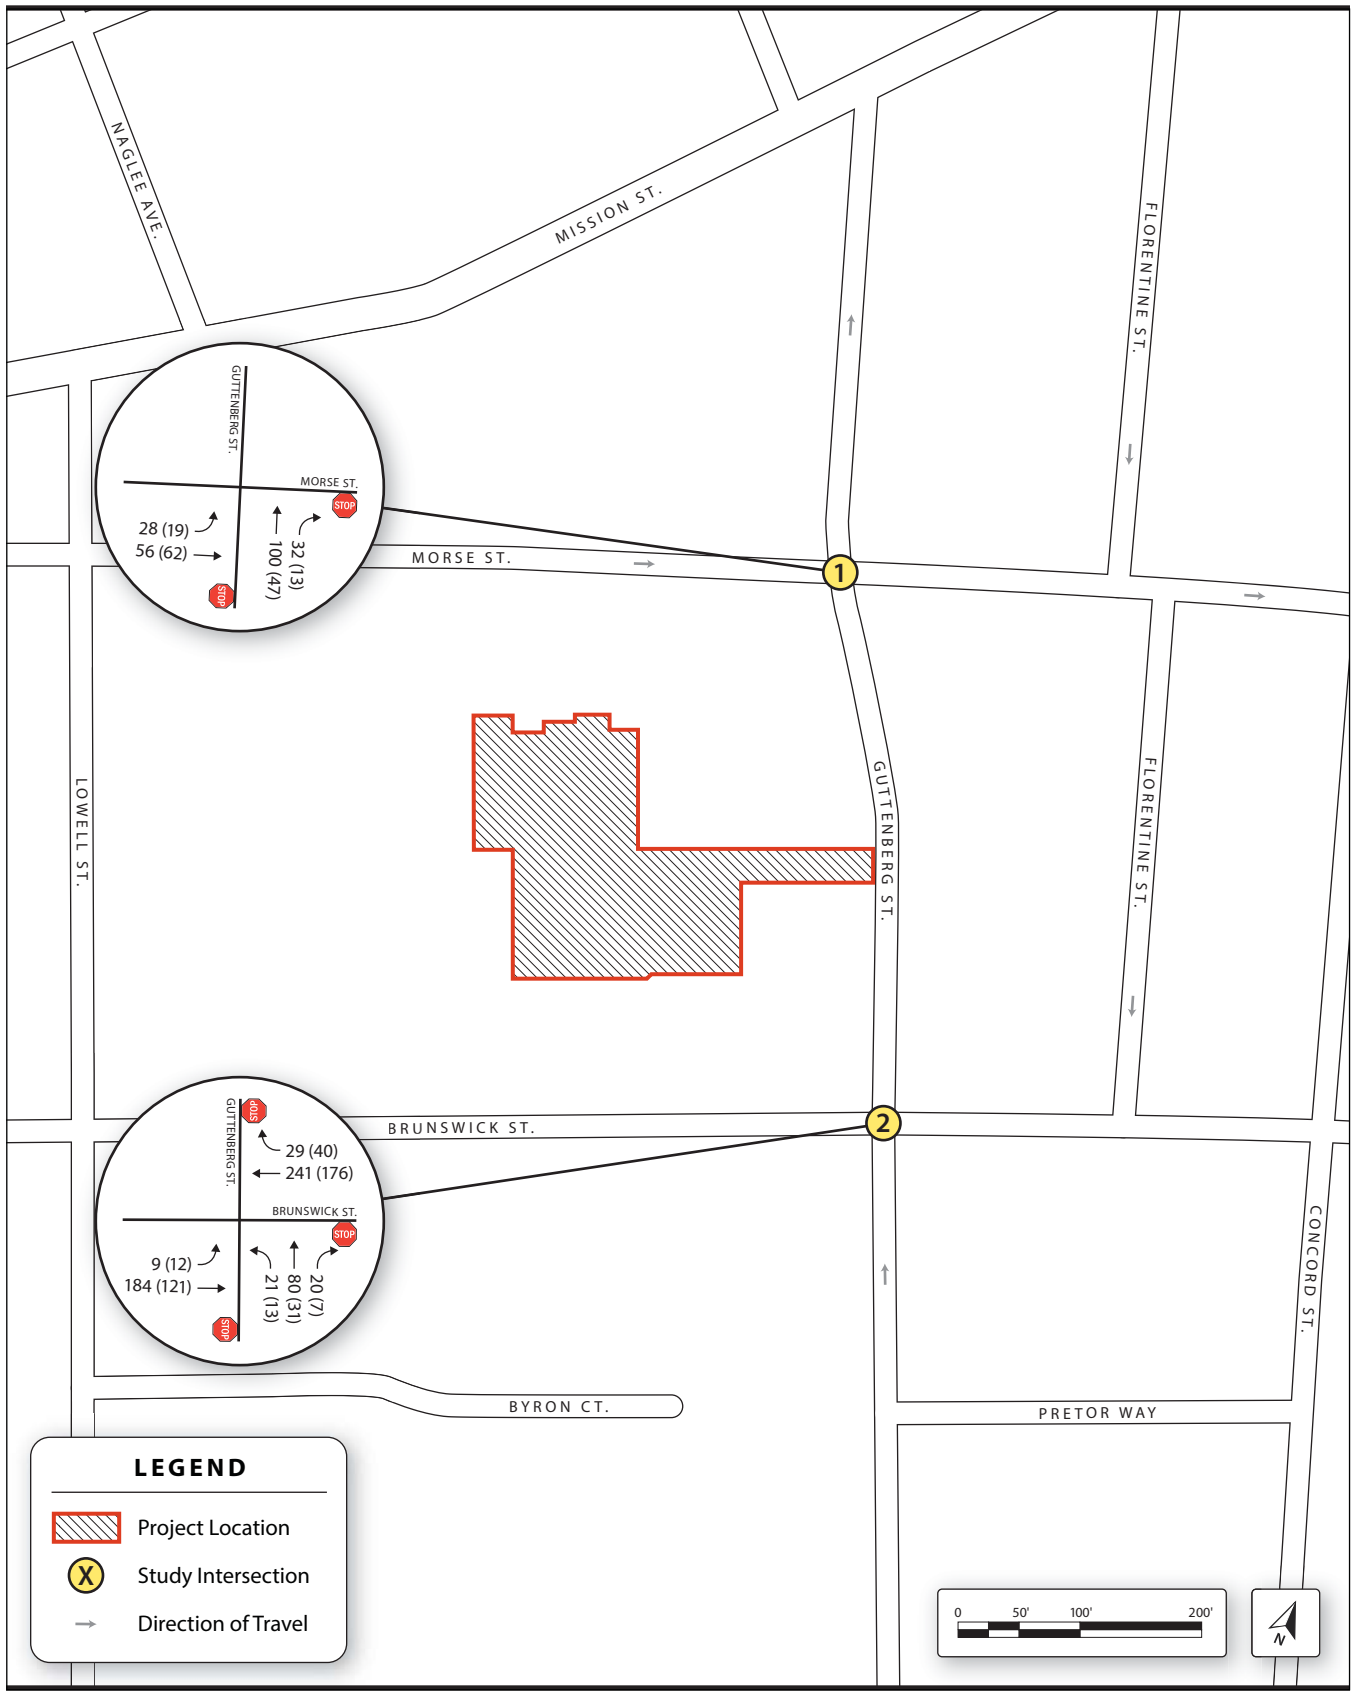 NAGLEE AVE.
MISSION ST.
FLORENTINE ST.
GUTTENBERG ST.
MORSE ST.
STOP
28 (19)
56 (62)
100 (47)
32 (13)
STOP
MORSE ST.
1
LOWELL ST.
GUTTENBERG ST.
FLORENTINE ST.
GUTTENBERG ST.
STOP
29 (40)
241 (176)
BRUNSWICK ST.
STOP
9 (12)
184 (121)
21 (13)
80 (31)
20 (7)
STOP
BRUNSWICK ST.
2
CONCORD ST.
BYRON CT.
PRETOR WAY
LEGEND
Project Location
X Study Intersection
Direction of Travel
0 50' 100' 200'
N